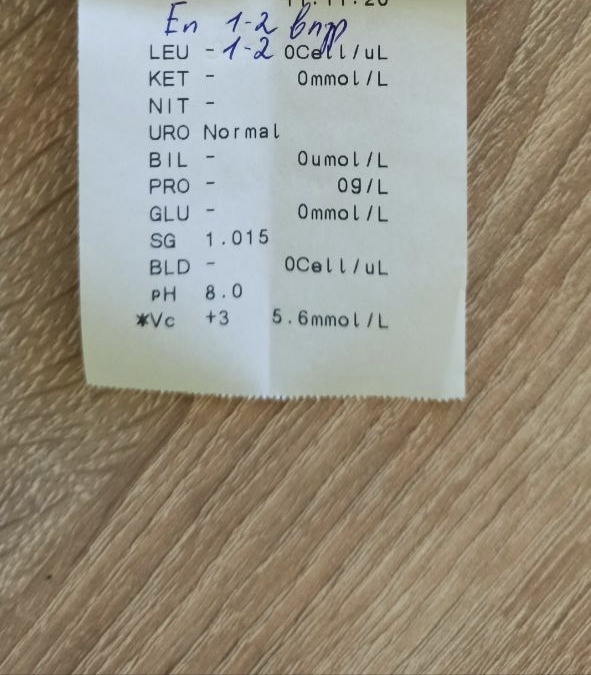 En 1-2 впр
LEU - 1-2 0Cell/uL
KET - 0mmol/L
NIT -
URO Normal
BIL - 0umol/L
PRO - 0g/L
GLU - 0mmol/L
SG 1.015
BLD - 0Cell/uL
pH 8.0
*Vc +3 5.6mmol/L